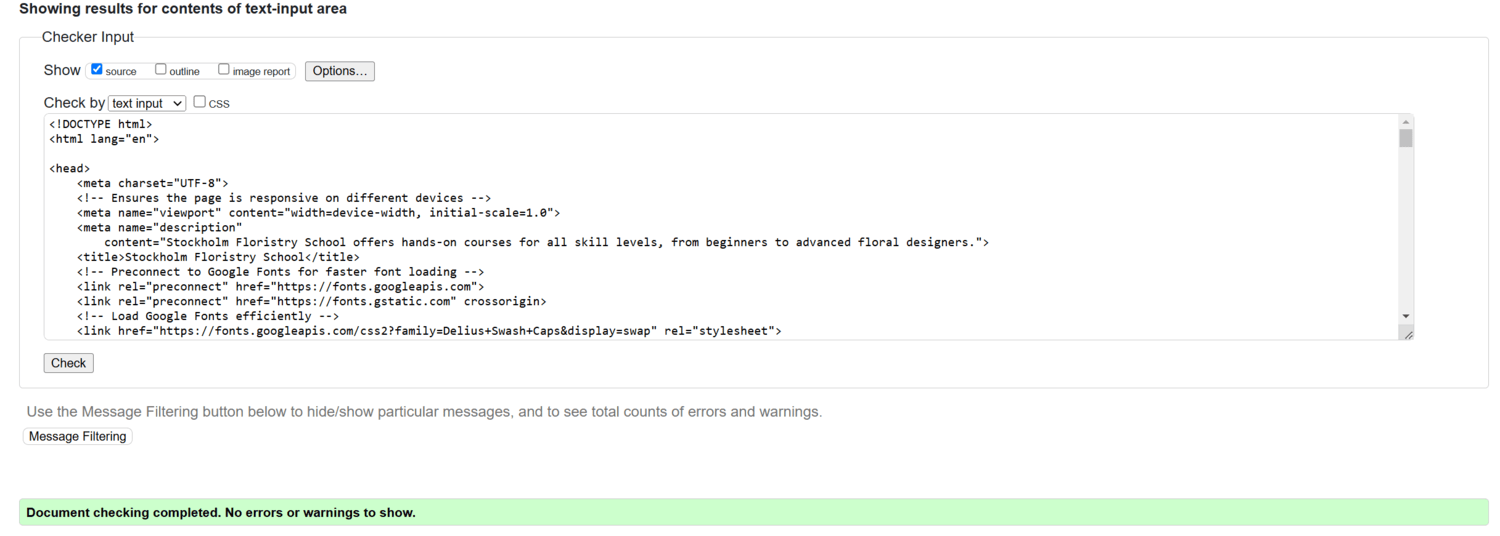 Showing results for contents of text-input area
Checker Input
Show source outline image report Options...
Check by text input CSS
<!DOCTYPE html>
<html lang="en">
<head>
<meta charset="UTF-8">
<!-- Ensures the page is responsive on different devices -->
<meta name="viewport" content="width=device-width, initial-scale=1.0">
<meta name="description"
content="Stockholm Floristry School offers hands-on courses for all skill levels, from beginners to advanced floral designers.">
<title>Stockholm Floristry School</title>
<!-- Preconnect to Google Fonts for faster font loading -->
<link rel="preconnect" href="https://fonts.googleapis.com">
<link rel="preconnect" href="https://fonts.gstatic.com" crossorigin>
<!-- Load Google Fonts efficiently -->
<link href="https://fonts.googleapis.com/css2?family=Delius+Swash+Caps&display=swap" rel="stylesheet">
Check
Use the Message Filtering button below to hide/show particular messages, and to see total counts of errors and warnings.
Message Filtering
Document checking completed. No errors or warnings to show.